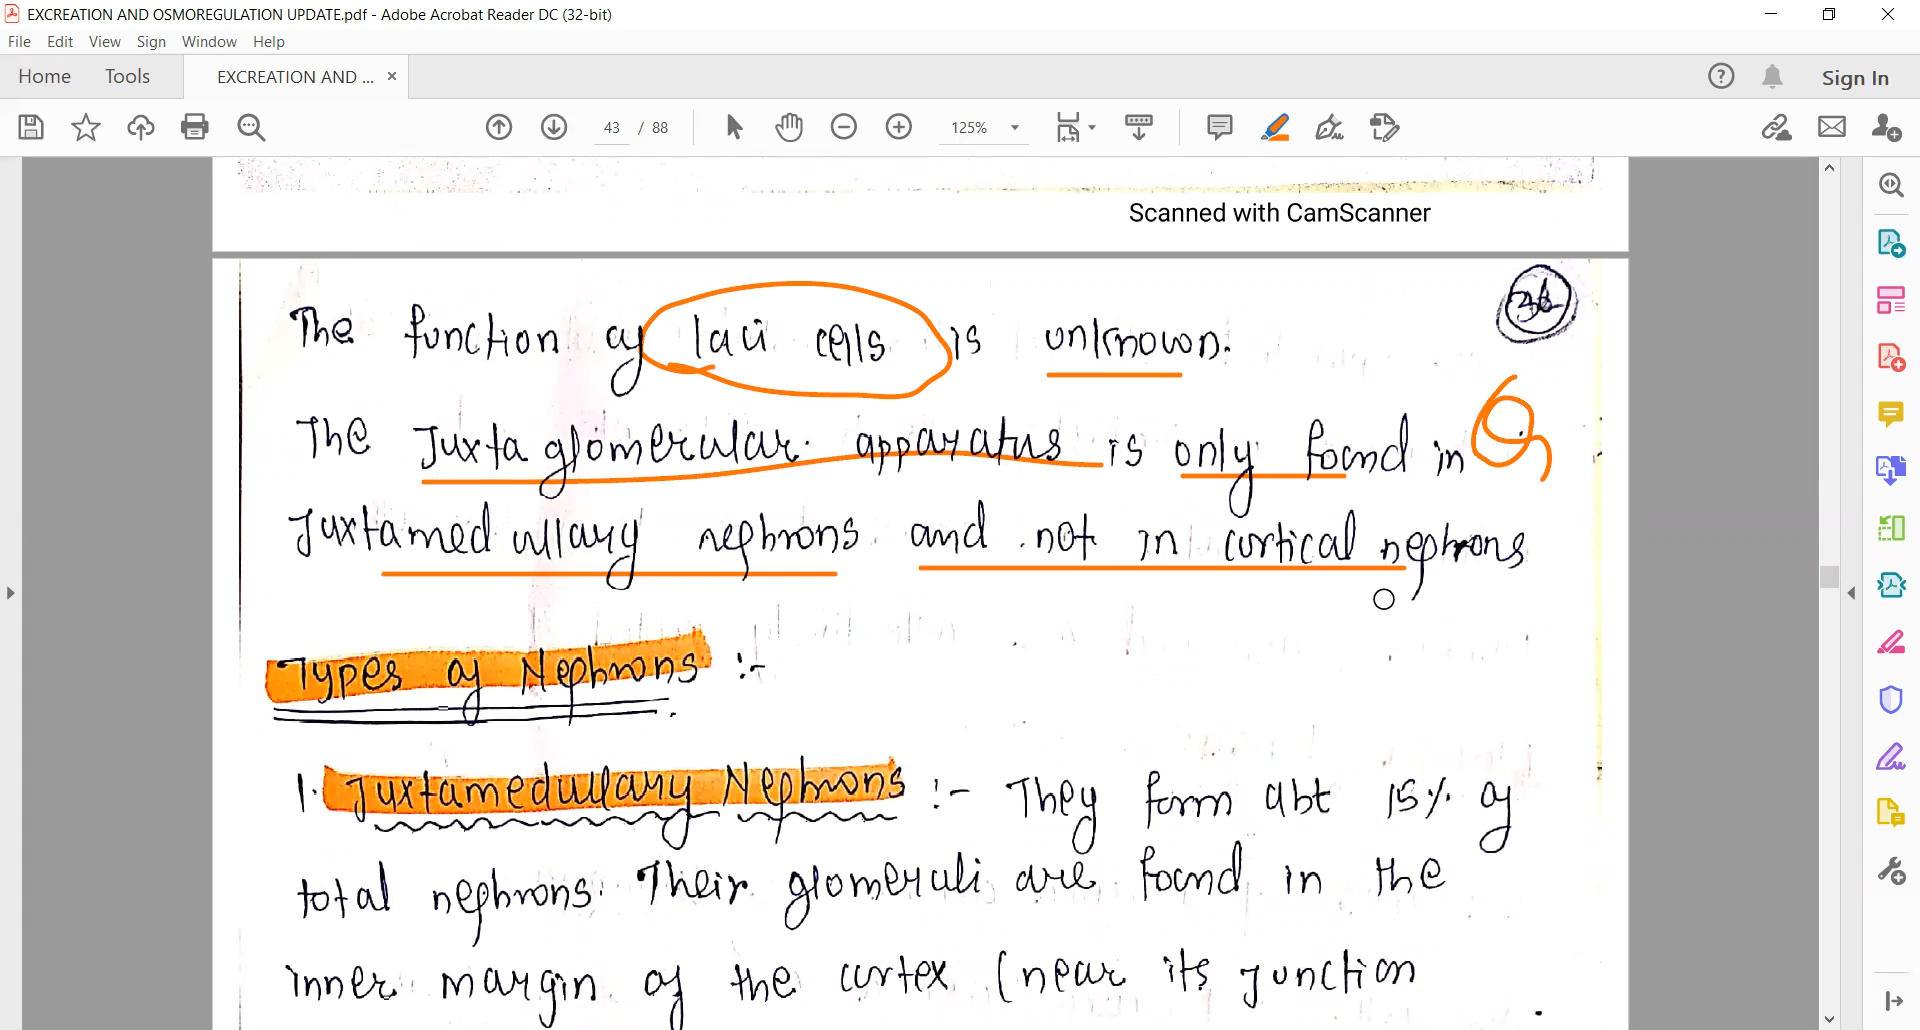 EXCREATION AND OSMOREGULATION UPDATE.pdf - Adobe Acrobat Reader DC (32-bit)
File Edit View Sign Window Help
Home Tools EXCREATION AND ... × Sign In
43 / 88 125%
Scanned with CamScanner
The function of laci cells is unknown.
The Juxta glomerular apparatus is only found in
Juxtamedullary nephrons and not in cortical nephrons
Types of Nephrons :-
1. Juxtamedullary Nephrons :- They form abt 15% of
total nephrons. Their glomeruli are found in the
inner margin of the cortex (near its junction